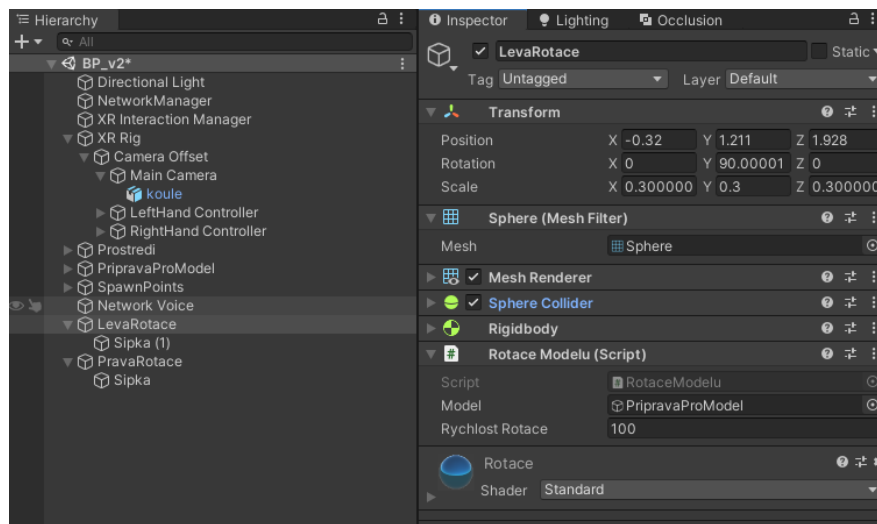 Hierarchy
All
BP_v2*
Directional Light
NetworkManager
XR Interaction Manager
XR Rig
Camera Offset
Main Camera
koule
LeftHand Controller
RightHand Controller
Prostredi
PripravaProModel
SpawnPoints
Network Voice
LevaRotace
Sipka (1)
PravaRotace
Sipka
Inspector Lighting Occlusion
LevaRotace Static
Tag Untagged Layer Default
Transform
Position X -0.32 Y 1.211 Z 1.928
Rotation X 0 Y 90.00001 Z 0
Scale X 0.300000 Y 0.3 Z 0.300000
Sphere (Mesh Filter)
Mesh Sphere
Mesh Renderer
Sphere Collider
Rigidbody
Rotace Modelu (Script)
Script RotaceModelu
Model PripravaProModel
Rychlost Rotace 100
Rotace
Shader Standard